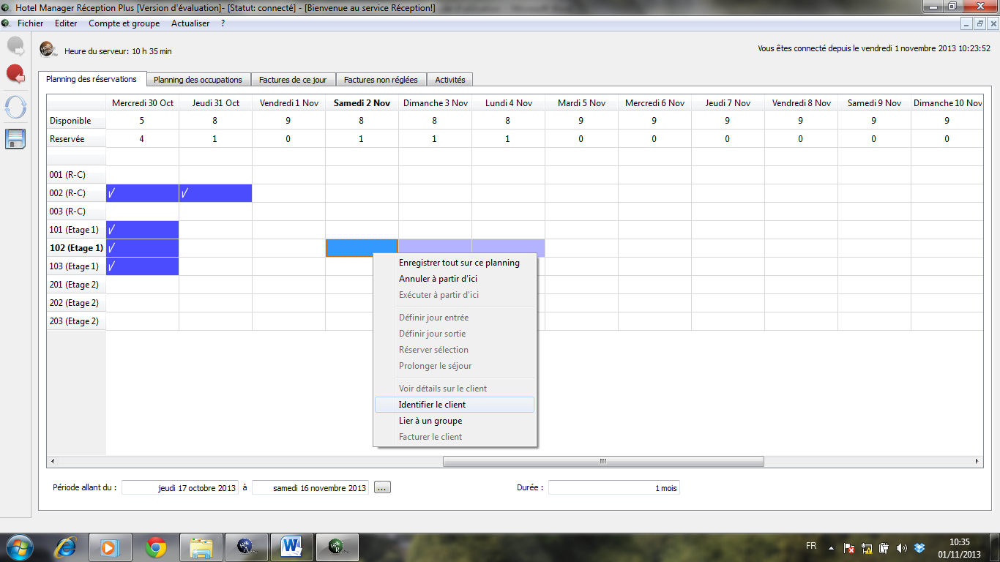 Hotel Manager Réception Plus [Version d'évaluation]- [Statut: connecté] - [Bienvenue au service Réception!]
Fichier Editer Compte et groupe Actualiser ?
Heure du serveur: 10 h 35 min
Vous êtes connecté depuis le vendredi 1 novembre 2013 10:23:52
Planning des réservations Planning des occupations Factures de ce jour Factures non réglées Activités
Mercredi 30 Oct Jeudi 31 Oct Vendredi 1 Nov Samedi 2 Nov Dimanche 3 Nov Lundi 4 Nov Mardi 5 Nov Mercredi 6 Nov Jeudi 7 Nov Vendredi 8 Nov Samedi 9 Nov Dimanche 10 Nov
Disponible 5 8 9 8 8 8 9 9 9 9 9 9
Reservée 4 1 0 1 1 1 0 0 0 0 0 0
001 (R-C)
002 (R-C)
003 (R-C)
101 (Etage 1)
102 (Etage 1)
103 (Etage 1)
201 (Etage 2)
202 (Etage 2)
203 (Etage 2)
Enregistrer tout sur ce planning
Annuler à partir d'ici
Exécuter à partir d'ici
Définir jour entrée
Définir jour sortie
Réserver sélection
Prolonger le séjour
Voir détails sur le client
Identifier le client
Lier à un groupe
Facturer le client
Période allant du : jeudi 17 octobre 2013 à samedi 16 novembre 2013 ... Durée : 1 mois
FR 10:35
01/11/2013